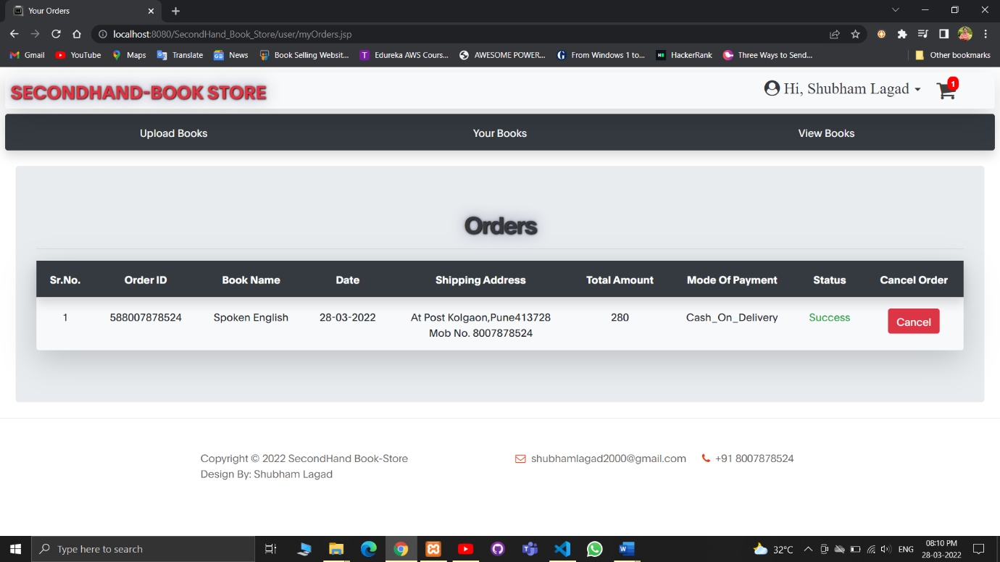 Your Orders
localhost:8080/SecondHand_Book_Store/user/myOrders.jsp
Gmail YouTube Maps Translate News Book Selling Websit... Edureka AWS Cours... AWESOME POWER... From Windows 1 to... HackerRank Three Ways to Send... Other bookmarks
SECONDHAND-BOOK STORE Hi, Shubham Lagad 1
Upload Books Your Books View Books
Orders
Sr.No. Order ID Book Name Date Shipping Address Total Amount Mode Of Payment Status Cancel Order
1 588007878524 Spoken English 28-03-2022 At Post Kolgaon,Pune413728 280 Cash_On_Delivery Success Cancel
Mob No. 8007878524
Copyright © 2022 SecondHand Book-Store shubhamlagad2000@gmail.com +91 8007878524
Design By: Shubham Lagad
Type here to search 32°C ENG 08:10 PM
28-03-2022